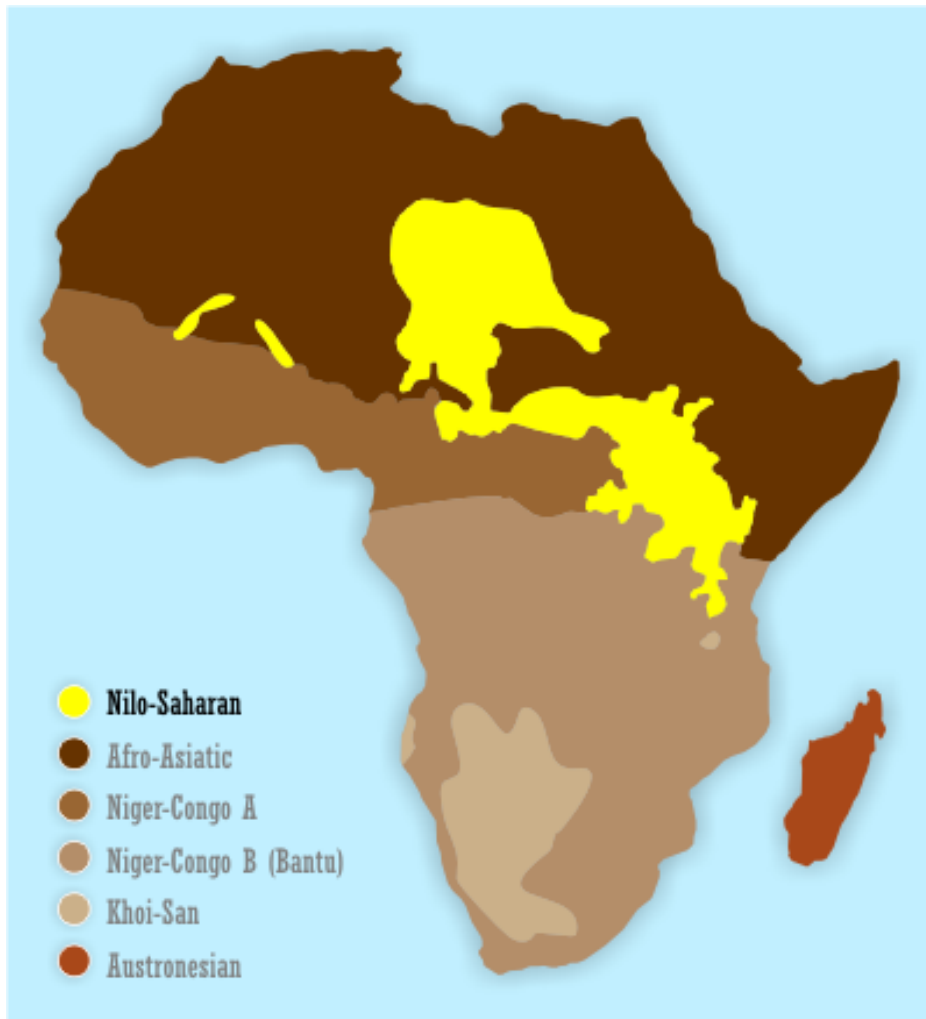 Nilo-Saharan
Afro-Asiatic
Niger-Congo A
Niger-Congo B (Bantu)
Khoi-San
Austronesian